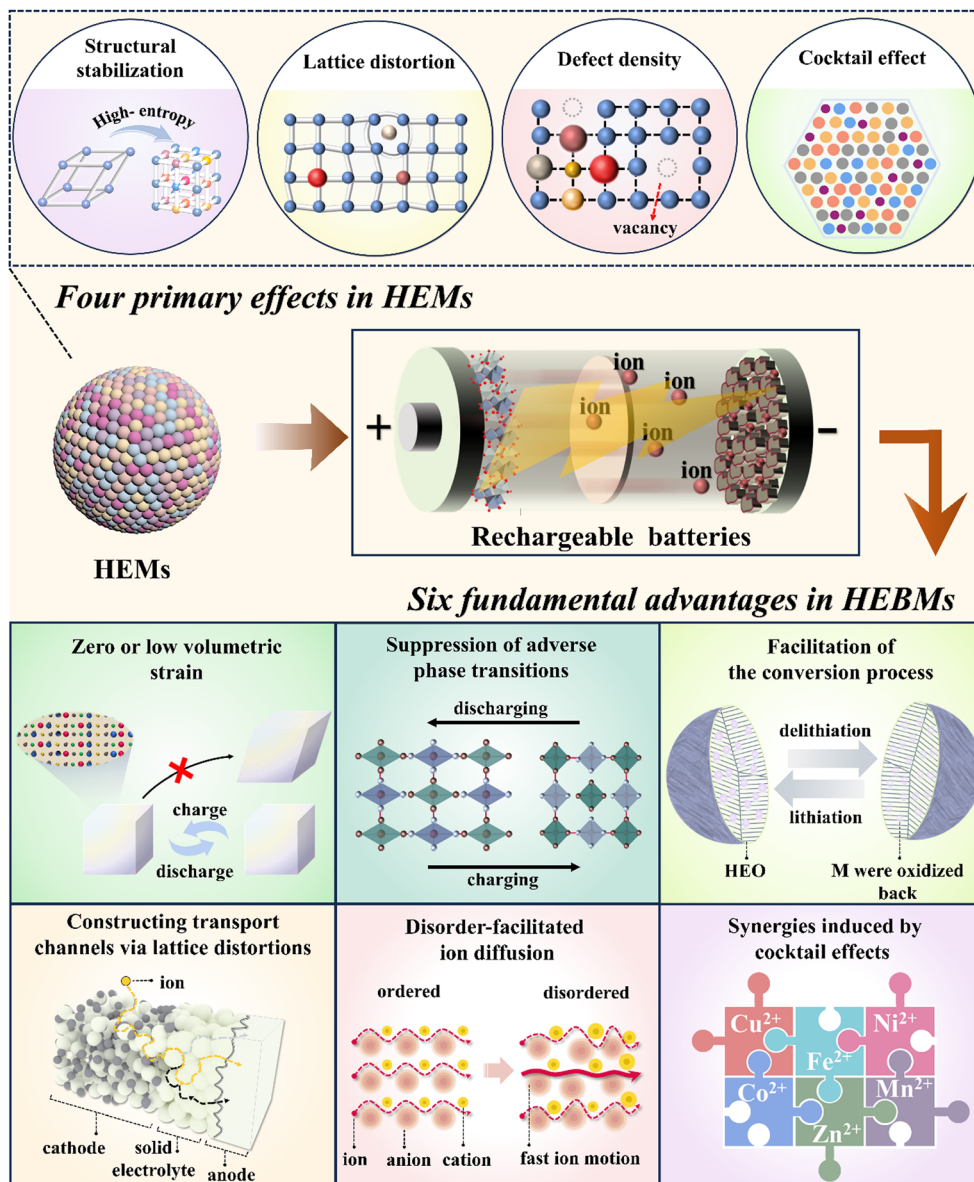 Structural
stabilization
High- entropy
Lattice distortion
Defect density
vacancy
Cocktail effect
Four primary effects in HEMs
HEMs
+
ion
ion
ion
ion
ion
–
Rechargeable batteries
Six fundamental advantages in HEBMs
Zero or low volumetric
strain
charge
discharge
Suppression of adverse
phase transitions
discharging
charging
Facilitation of
the conversion process
delithiation
lithiation
HEO
M were oxidized
back
Constructing transport
channels via lattice distortions
ion
cathode
solid
electrolyte
anode
Disorder-facilitated
ion diffusion
ordered
disordered
ion
anion
cation
fast ion motion
Synergies induced by
cocktail effects
Cu²⁺
Fe²⁺
Ni²⁺
Co²⁺
Zn²⁺
Mn²⁺